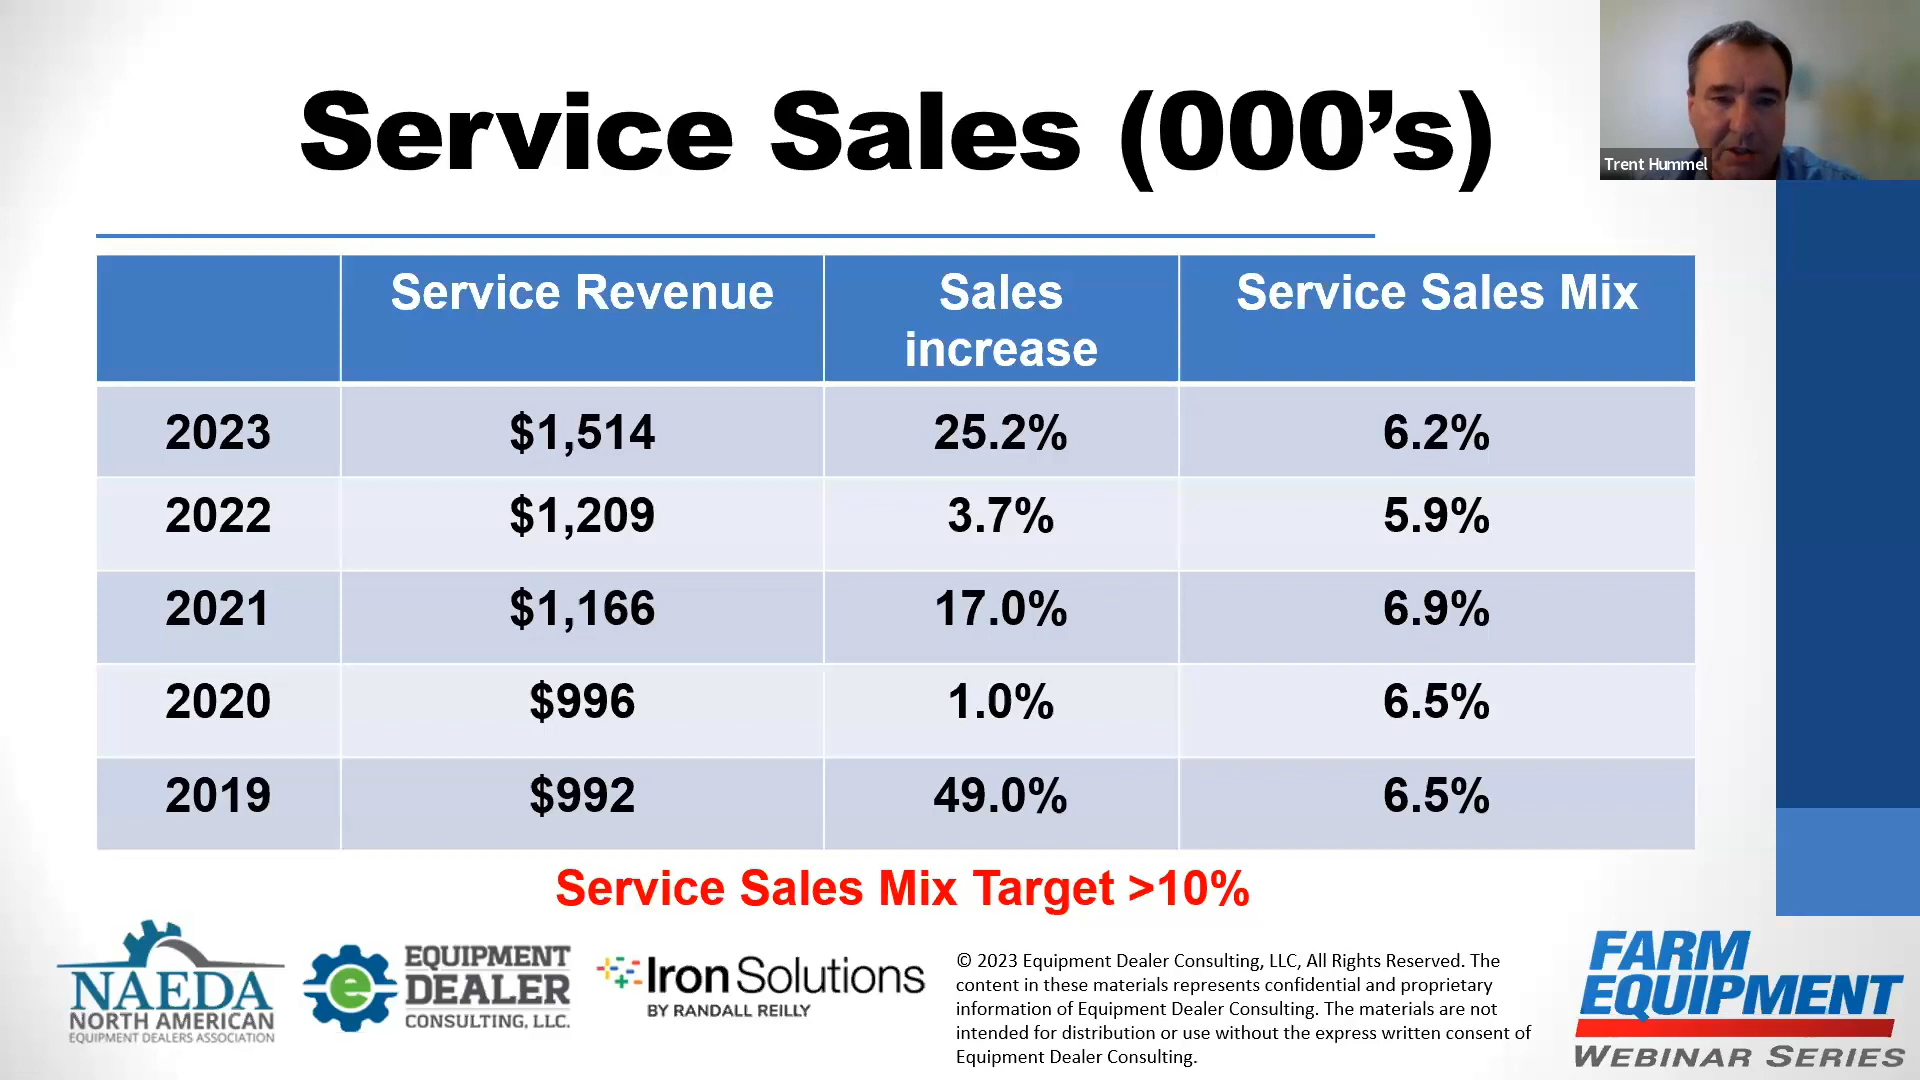 Service Sales (000’s)
Trent Hummel
Service Revenue Sales increase Service Sales Mix
2023 $1,514 25.2% 6.2%
2022 $1,209 3.7% 5.9%
2021 $1,166 17.0% 6.9%
2020 $996 1.0% 6.5%
2019 $992 49.0% 6.5%
Service Sales Mix Target >10%
NAEDA
NORTH AMERICAN
EQUIPMENT DEALERS ASSOCIATION
e
EQUIPMENT
DEALER
CONSULTING, LLC.
IronSolutions
BY RANDALL REILLY
© 2023 Equipment Dealer Consulting, LLC, All Rights Reserved. The
content in these materials represents confidential and proprietary
information of Equipment Dealer Consulting. The materials are not
intended for distribution or use without the express written consent of
Equipment Dealer Consulting.
FARM
EQUIPMENT
WEBINAR SERIES